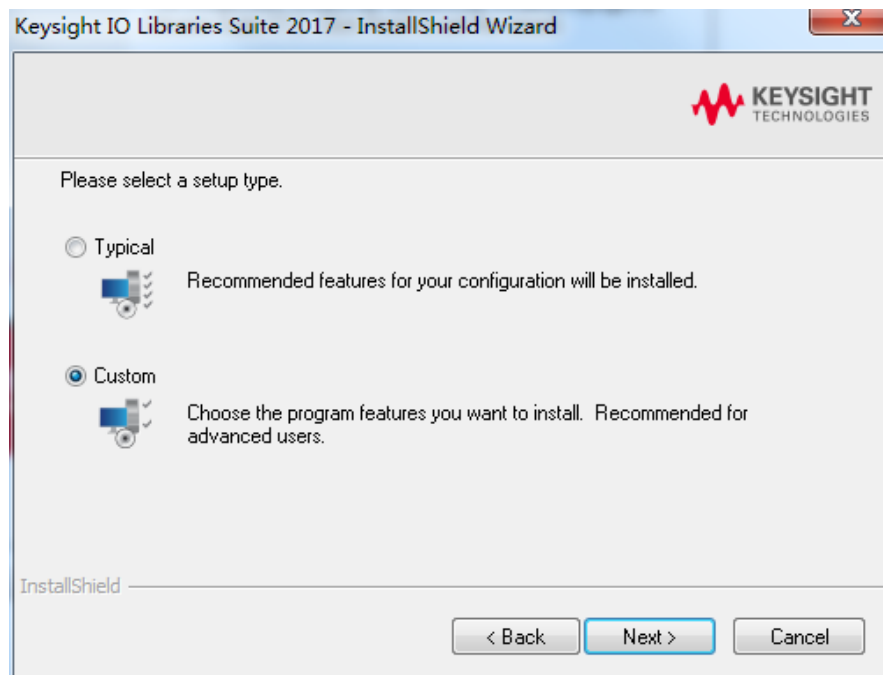 Keysight IO Libraries Suite 2017 - InstallShield Wizard
KEYSIGHT
TECHNOLOGIES
Please select a setup type.
Typical
Recommended features for your configuration will be installed.
Custom
Choose the program features you want to install. Recommended for
advanced users.
InstallShield
< Back
Next >
Cancel